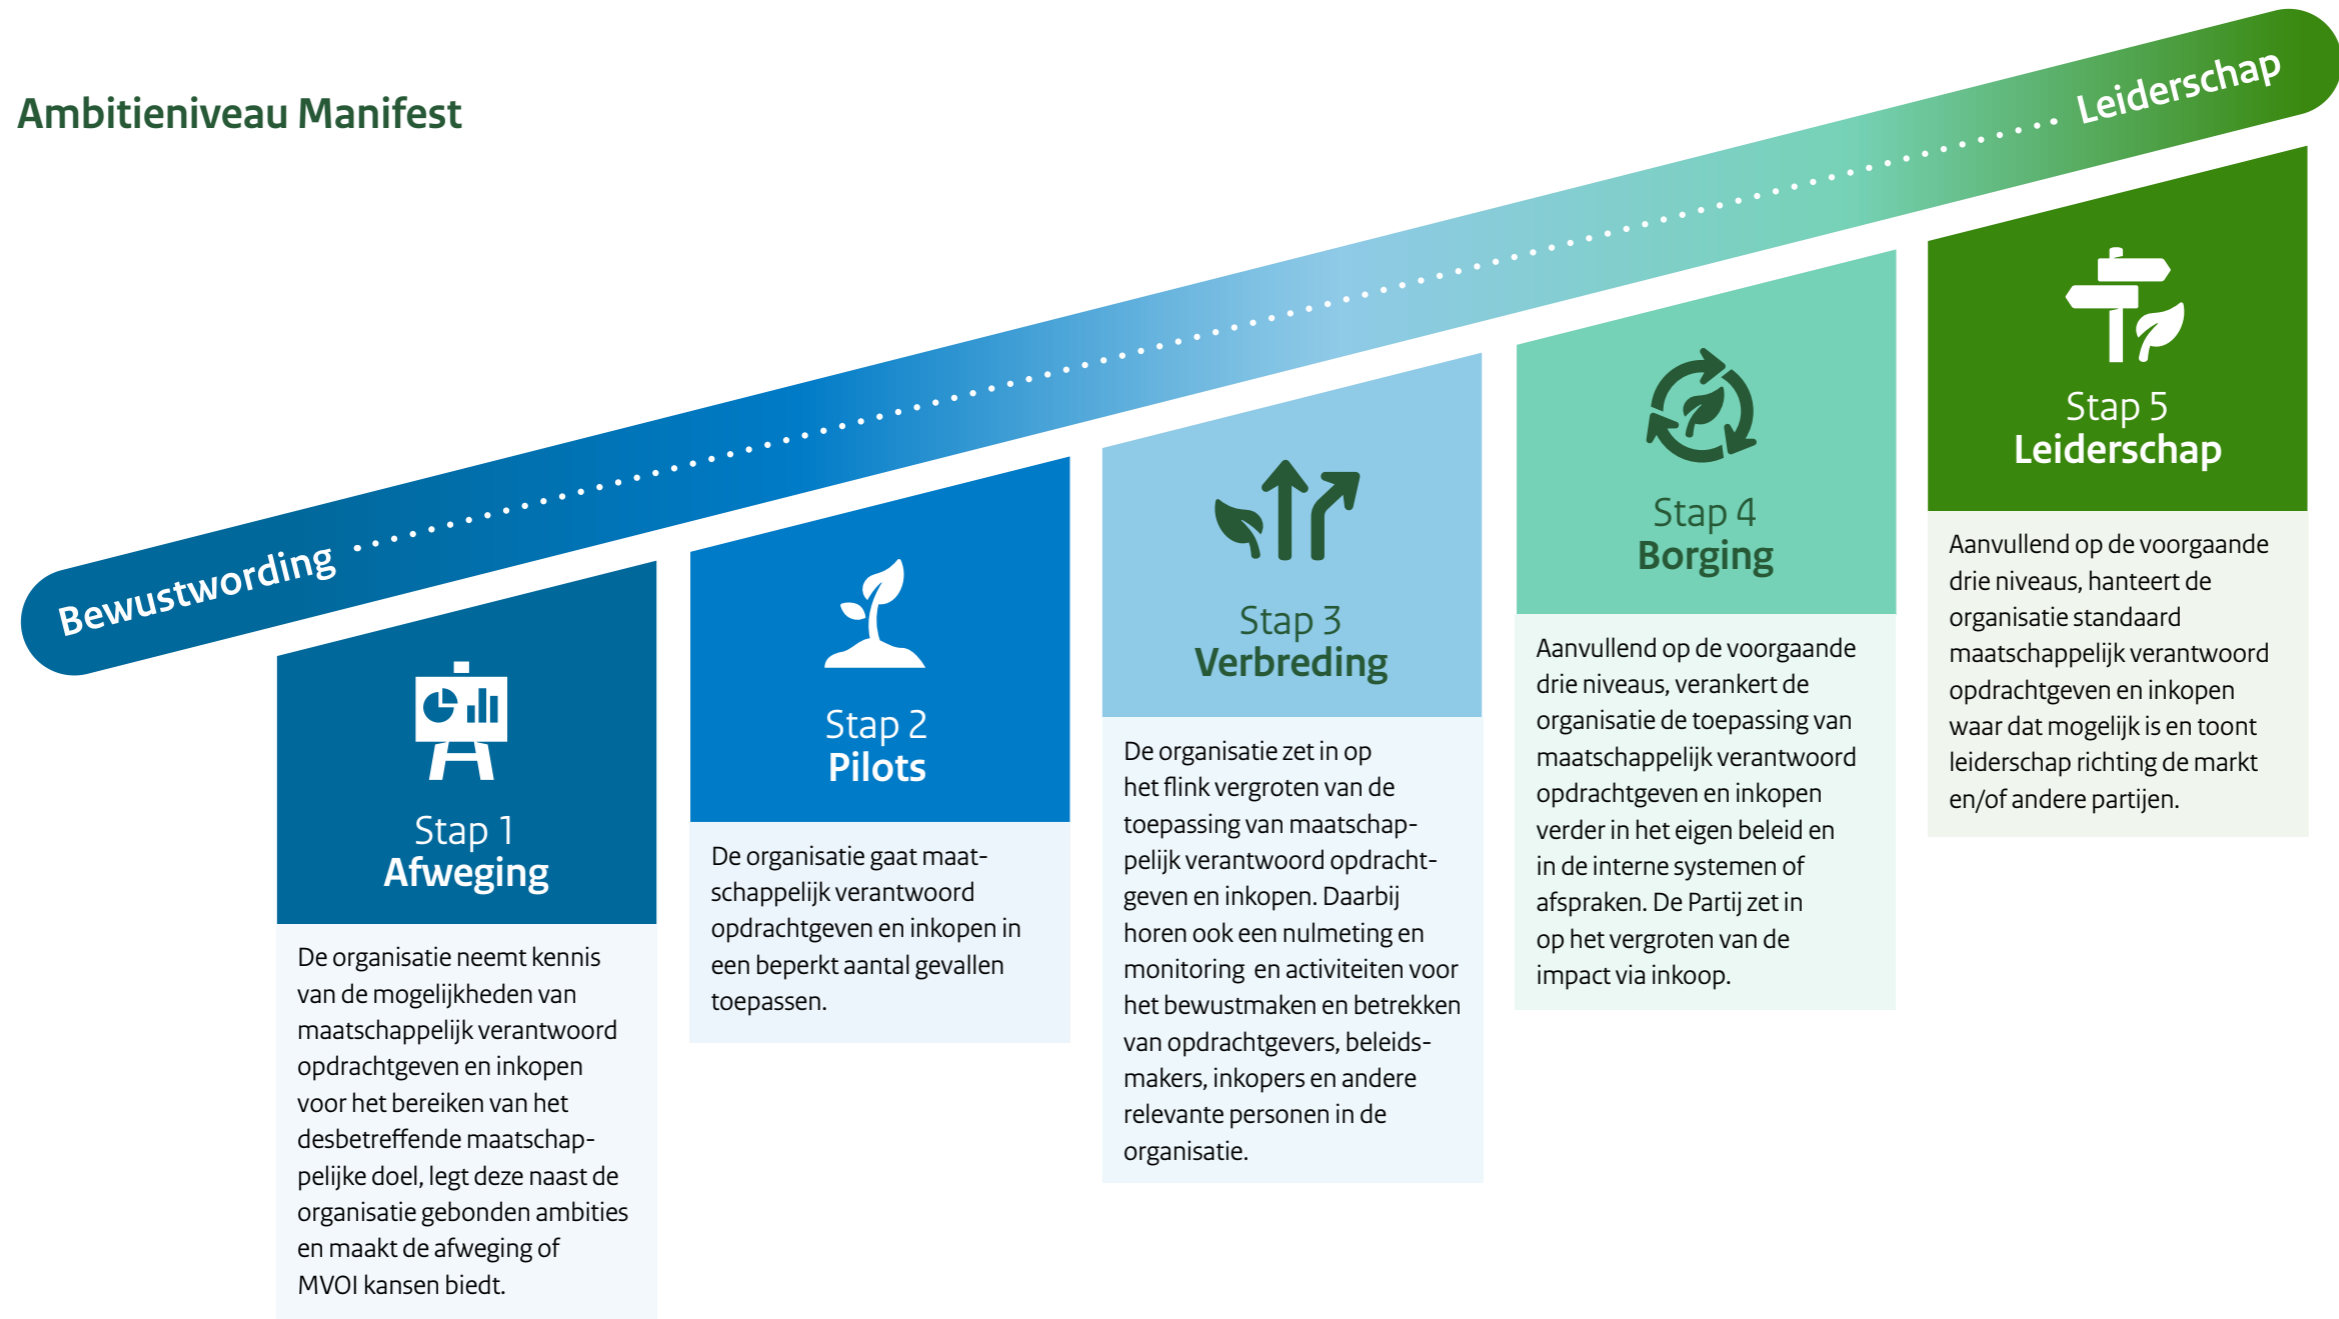 Ambitieniveau Manifest
Bewustwording
Leiderschap
Stap 1
Afweging
De organisatie neemt kennis
van de mogelijkheden van
maatschappelijk verantwoord
opdrachtgeven en inkopen
voor het bereiken van het
desbetreffende maatschap-
pelijke doel, legt deze naast de
organisatie gebonden ambities
en maakt de afweging of
MVOI kansen biedt.
Stap 2
Pilots
De organisatie gaat maat-
schappelijk verantwoord
opdrachtgeven en inkopen in
een beperkt aantal gevallen
toepassen.
Stap 3
Verbreding
De organisatie zet in op
het flink vergroten van de
toepassing van maatschap-
pelijk verantwoord opdracht-
geven en inkopen. Daarbij
horen ook een nulmeting en
monitoring en activiteiten voor
het bewustmaken en betrekken
van opdrachtgevers, beleids-
makers, inkopers en andere
relevante personen in de
organisatie.
Stap 4
Borging
Aanvullend op de voorgaande
drie niveaus, verankert de
organisatie de toepassing van
maatschappelijk verantwoord
opdrachtgeven en inkopen
verder in het eigen beleid en
in de interne systemen of
afspraken. De Partij zet in
op het vergroten van de
impact via inkoop.
Stap 5
Leiderschap
Aanvullend op de voorgaande
drie niveaus, hanteert de
organisatie standaard
maatschappelijk verantwoord
opdrachtgeven en inkopen
waar dat mogelijk is en toont
leiderschap richting de markt
en/of andere partijen.